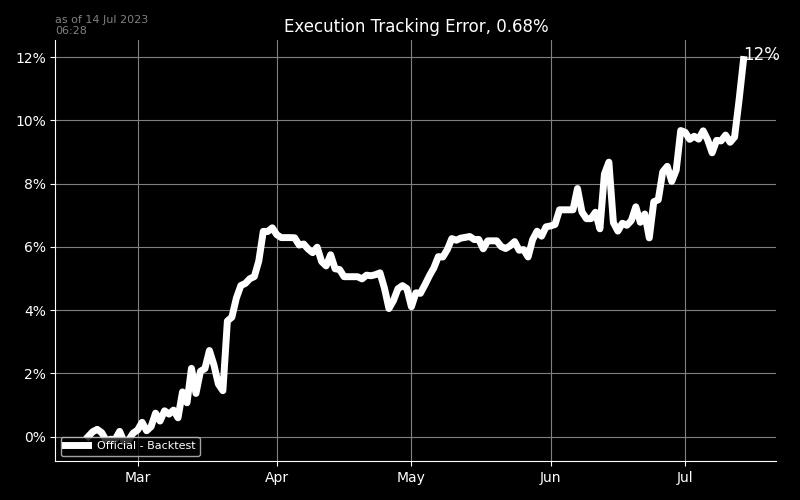 as of 14 Jul 2023
06:28
Execution Tracking Error, 0.68%
12%
12%
10%
8%
6%
4%
2%
0%
Official - Backtest
Mar
Apr
May
Jun
Jul